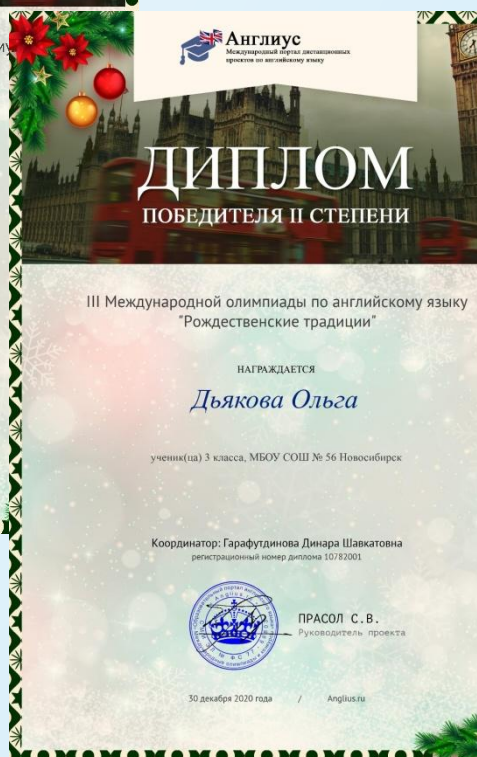 Англиус
Международный портал дистанционных
проектов по английскому языку
ДИПЛОМ
ПОБЕДИТЕЛЯ II СТЕПЕНИ
III Международной олимпиады по английскому языку
"Рождественские традиции"
НАГРАЖДАЕТСЯ
Дьякова Ольга
ученик(ца) 3 класса, МБОУ СОШ № 56 Новосибирск
Координатор: Гарафутдинова Динара Шавкатовна
регистрационный номер диплома 10782001
ПРАСОЛ С.В.
Руководитель проекта
30 декабря 2020 года / Anglius.ru